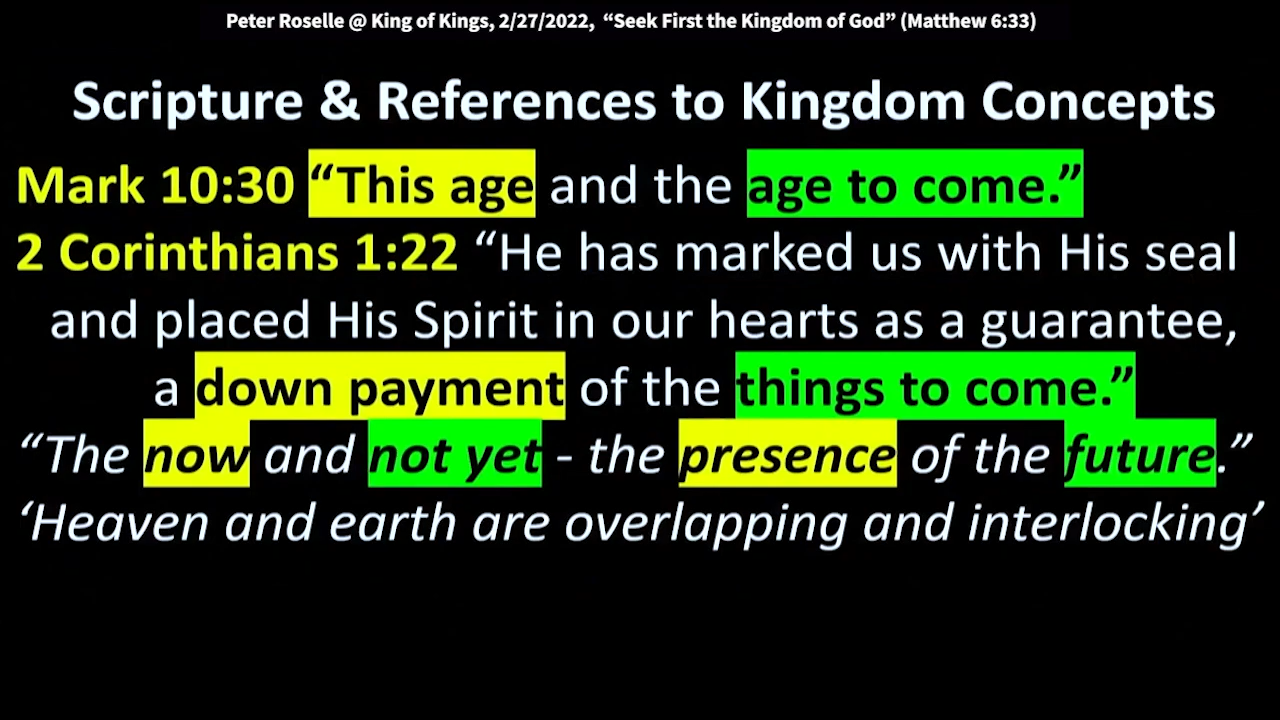 Peter Roselle @ King of Kings, 2/27/2022, “Seek First the Kingdom of God” (Matthew 6:33)
Scripture & References to Kingdom Concepts
Mark 10:30 “This age and the age to come.”
2 Corinthians 1:22 “He has marked us with His seal
and placed His Spirit in our hearts as a guarantee,
a down payment of the things to come.”
“The now and not yet - the presence of the future.”
‘Heaven and earth are overlapping and interlocking’